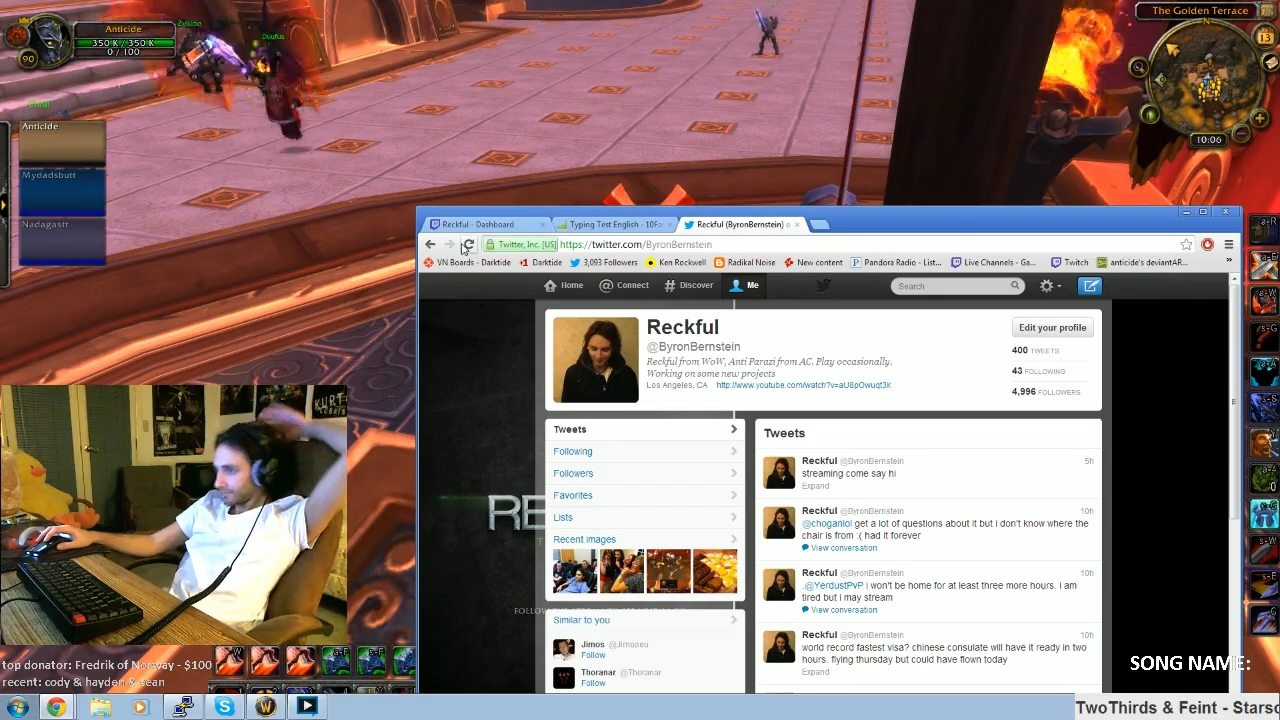 Anticide
350 K / 350 K
0 / 100
90
Zylian
Duufus
The Golden Terrace
13
10:06
Anticide
Mydadsbutt
Nadagastt
Reckful - Dashboard
Typing Test English - 10Fa
Reckful (ByronBernstein) o
Twitter, Inc. [US] https://twitter.com/ByronBernstein
VN Boards - Darktide
+1 Darktide
3,093 Followers
Ken Rockwell
Radikal Noise
New content
Pandora Radio - List...
Live Channels - Ga...
Twitch
anticide's deviantAR...
Home
Connect
Discover
Me
Search
Reckful
@ByronBernstein
Reckful from WoW, Anti Parazi from AC. Play occasionally.
Working on some new projects
Los Angeles, CA http://www.youtube.com/watch?v=aU8pOwuqt3k
Edit your profile
400 TWEETS
43 FOLLOWING
4,996 FOLLOWERS
Tweets
Following
Followers
Favorites
Lists
Recent images
Similar to you
Jimos @Jimoseu
Follow
Thoranar @Thoranar
Follow
Tweets
Reckful @ByronBernstein 5h
streaming come say hi
Expand
Reckful @ByronBernstein 10h
@choganlol get a lot of questions about it but i don't know where the
chair is from :( had it forever
View conversation
Reckful @ByronBernstein 10h
.@YerdustPvP i won't be home for at least three more hours. i am
tired but i may stream
View conversation
Reckful @ByronBernstein 10h
world record fastest visa? chinese consulate will have it ready in two
hours. flying thursday but could have flown today
Expand
RE
KURT
top donator: Fredrik of Norway - $100
recent: cody & hayden & sean
SONG NAME:
TwoThirds & Feint - Starso